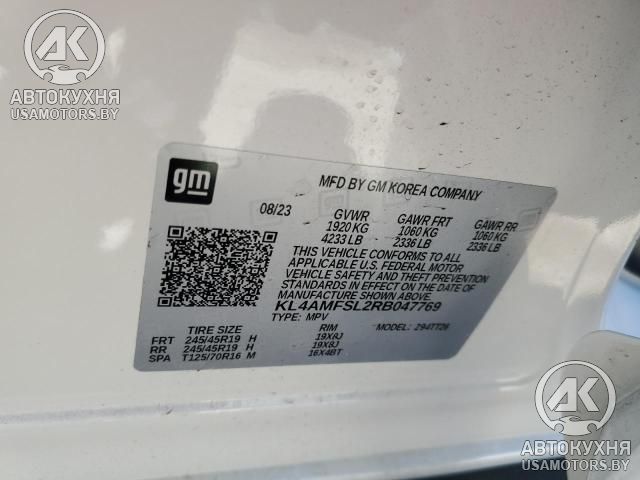 AK
АВТОКУХНЯ
USAMOTORS.BY
gm
MFD BY GM KOREA COMPANY
08/23 GVWR GAWR FRT GAWR RR
1920 KG 1060 KG 1060 KG
4233 LB 2336 LB 2336 LB
THIS VEHICLE CONFORMS TO ALL
APPLICABLE U.S. FEDERAL MOTOR
VEHICLE SAFETY AND THEFT PREVENTION
STANDARDS IN EFFECT ON THE DATE OF
MANUFACTURE SHOWN ABOVE.
KL4AMFSL2RB047769
TYPE: MPV MODEL: 294TT26
TIRE SIZE RIM
FRT 245/45R19 H 19X8J
RR 245/45R19 H 19X8J
SPA T125/70R16 M 16X4BT
AK
АВТОКУХНЯ
USAMOTORS.BY